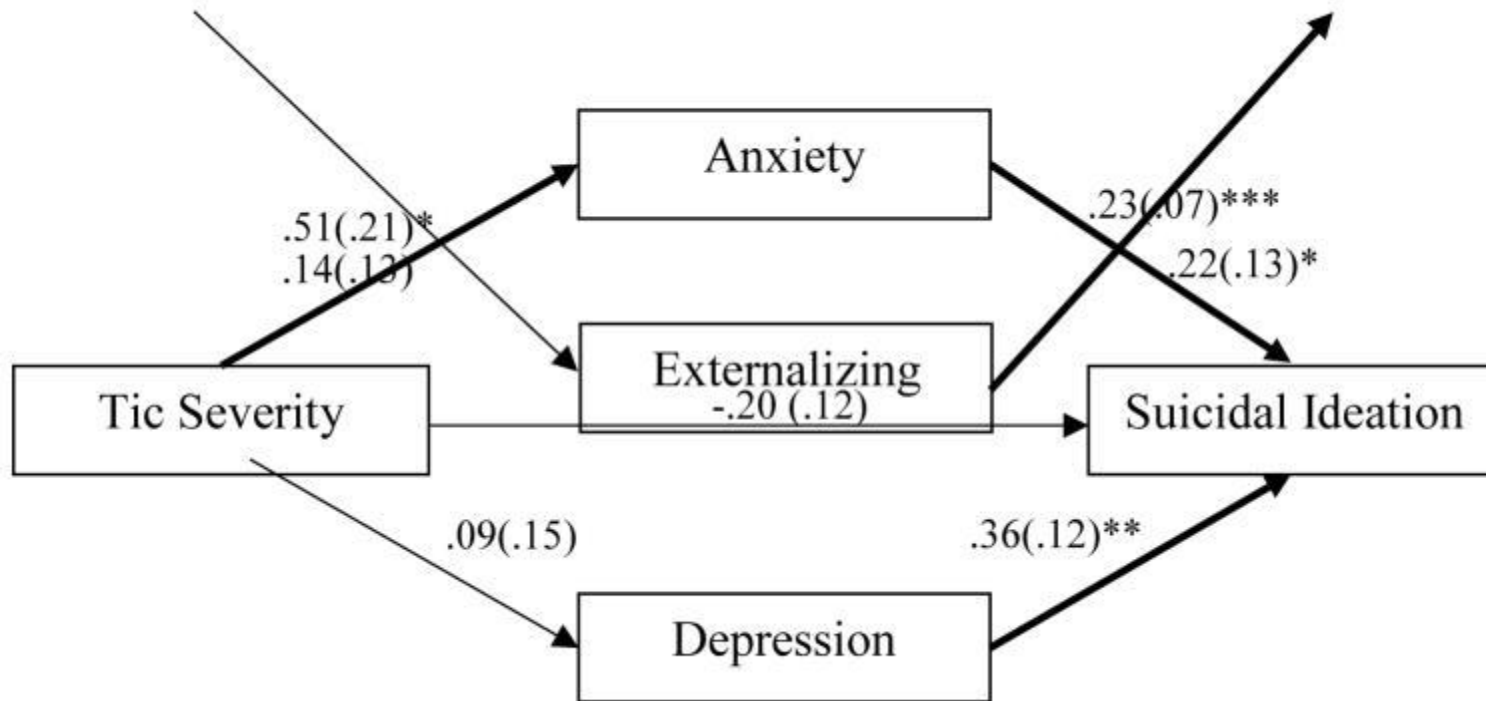 Anxiety
.51(.21)*
.14(.13)
.23(.07)***
.22(.13)*
Externalizing
-.20 (.12)
Tic Severity
Suicidal Ideation
.09(.15)
.36(.12)**
Depression